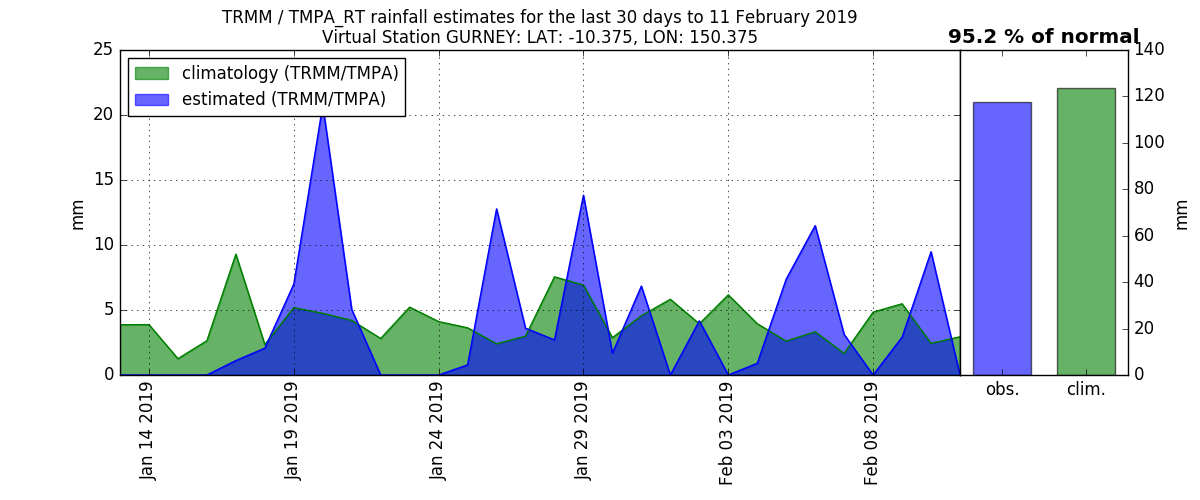 TRMM / TMPA_RT rainfall estimates for the last 30 days to 11 February 2019
Virtual Station GURNEY: LAT: -10.375, LON: 150.375
95.2 % of normal
climatology (TRMM/TMPA)
estimated (TRMM/TMPA)
25
20
15
10
5
0
mm
Jan 14 2019
Jan 19 2019
Jan 24 2019
Jan 29 2019
Feb 03 2019
Feb 08 2019
obs.
clim.
140
120
100
80
60
40
20
0
mm